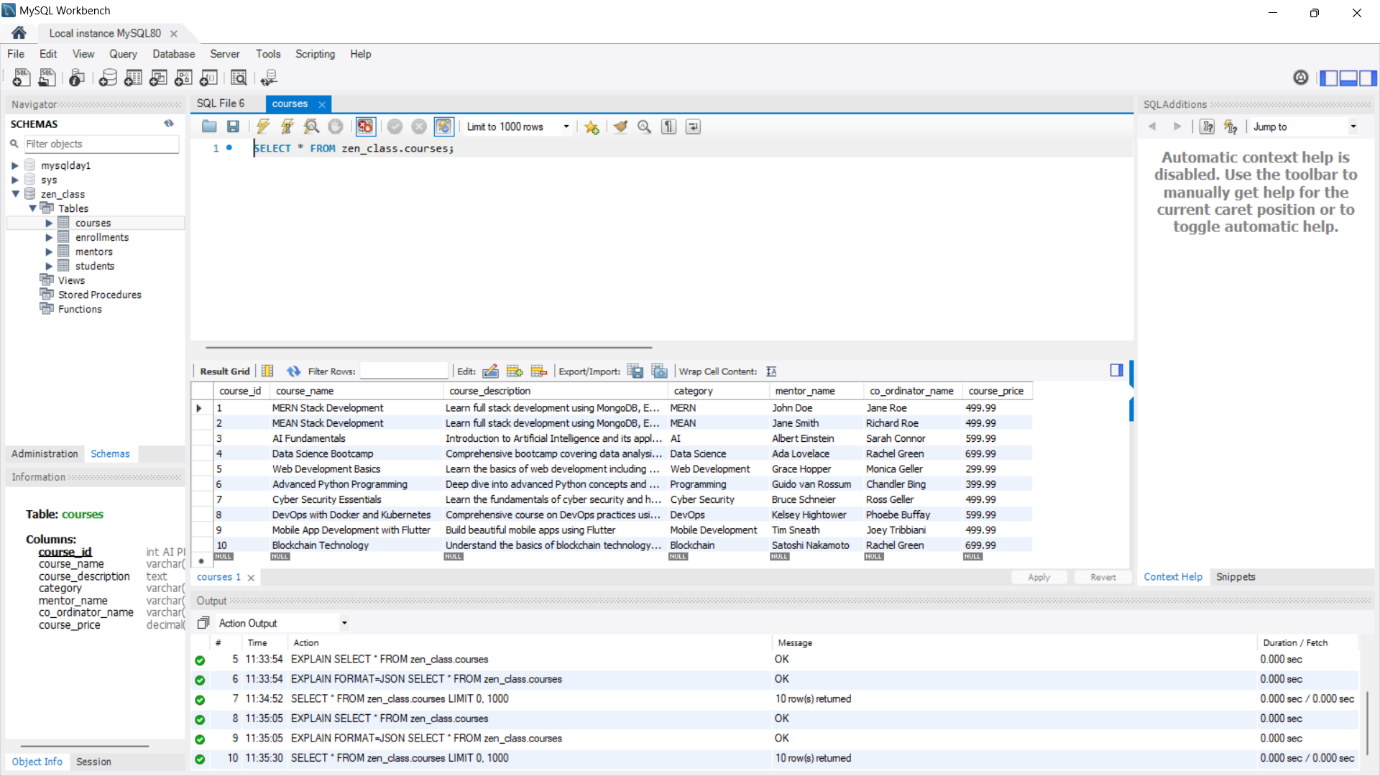 MySQL Workbench
Local instance MySQL80
File Edit View Query Database Server Tools Scripting Help
Navigator
SCHEMAS
Filter objects
mysqlday1
sys
zen_class
Tables
courses
enrollments
mentors
students
Views
Stored Procedures
Functions
Administration Schemas
Information
Table: courses
Columns:
course_id int AI PI
course_name varchar(
course_description text
category varchar(
mentor_name varchar(
co_ordinator_name varchar(
course_price decimal(
Object Info Session
SQL File 6 courses
Limit to 1000 rows
1 SELECT * FROM zen_class.courses;
Result Grid Filter Rows: Edit: Export/Import: Wrap Cell Content:
course_id course_name course_description category mentor_name co_ordinator_name course_price
1 MERN Stack Development Learn full stack development using MongoDB, E... MERN John Doe Jane Roe 499.99
2 MEAN Stack Development Learn full stack development using MongoDB, E... MEAN Jane Smith Richard Roe 499.99
3 AI Fundamentals Introduction to Artificial Intelligence and its appl... AI Albert Einstein Sarah Connor 599.99
4 Data Science Bootcamp Comprehensive bootcamp covering data analysi... Data Science Ada Lovelace Rachel Green 699.99
5 Web Development Basics Learn the basics of web development including ... Web Development Grace Hopper Monica Geller 299.99
6 Advanced Python Programming Deep dive into advanced Python concepts and ... Programming Guido van Rossum Chandler Bing 399.99
7 Cyber Security Essentials Learn the fundamentals of cyber security and h... Cyber Security Bruce Schneier Ross Geller 499.99
8 DevOps with Docker and Kubernetes Comprehensive course on DevOps practices usi... DevOps Kelsey Hightower Phoebe Buffay 599.99
9 Mobile App Development with Flutter Build beautiful mobile apps using Flutter Mobile Development Tim Sneath Joey Tribbiani 499.99
10 Blockchain Technology Understand the basics of blockchain technology... Blockchain Satoshi Nakamoto Rachel Green 699.99
NULL NULL NULL NULL NULL NULL NULL
courses 1 Apply Revert
SQLAdditions
Jump to
Automatic context help is
disabled. Use the toolbar to
manually get help for the
current caret position or to
toggle automatic help.
Context Help Snippets
Output
Action Output
# Time Action Message Duration / Fetch
5 11:33:54 EXPLAIN SELECT * FROM zen_class.courses OK 0.000 sec
6 11:33:54 EXPLAIN FORMAT=JSON SELECT * FROM zen_class.courses OK 0.000 sec
7 11:34:52 SELECT * FROM zen_class.courses LIMIT 0, 1000 10 row(s) returned 0.000 sec / 0.000 sec
8 11:35:05 EXPLAIN SELECT * FROM zen_class.courses OK 0.000 sec
9 11:35:05 EXPLAIN FORMAT=JSON SELECT * FROM zen_class.courses OK 0.000 sec
10 11:35:30 SELECT * FROM zen_class.courses LIMIT 0, 1000 10 row(s) returned 0.000 sec / 0.000 sec